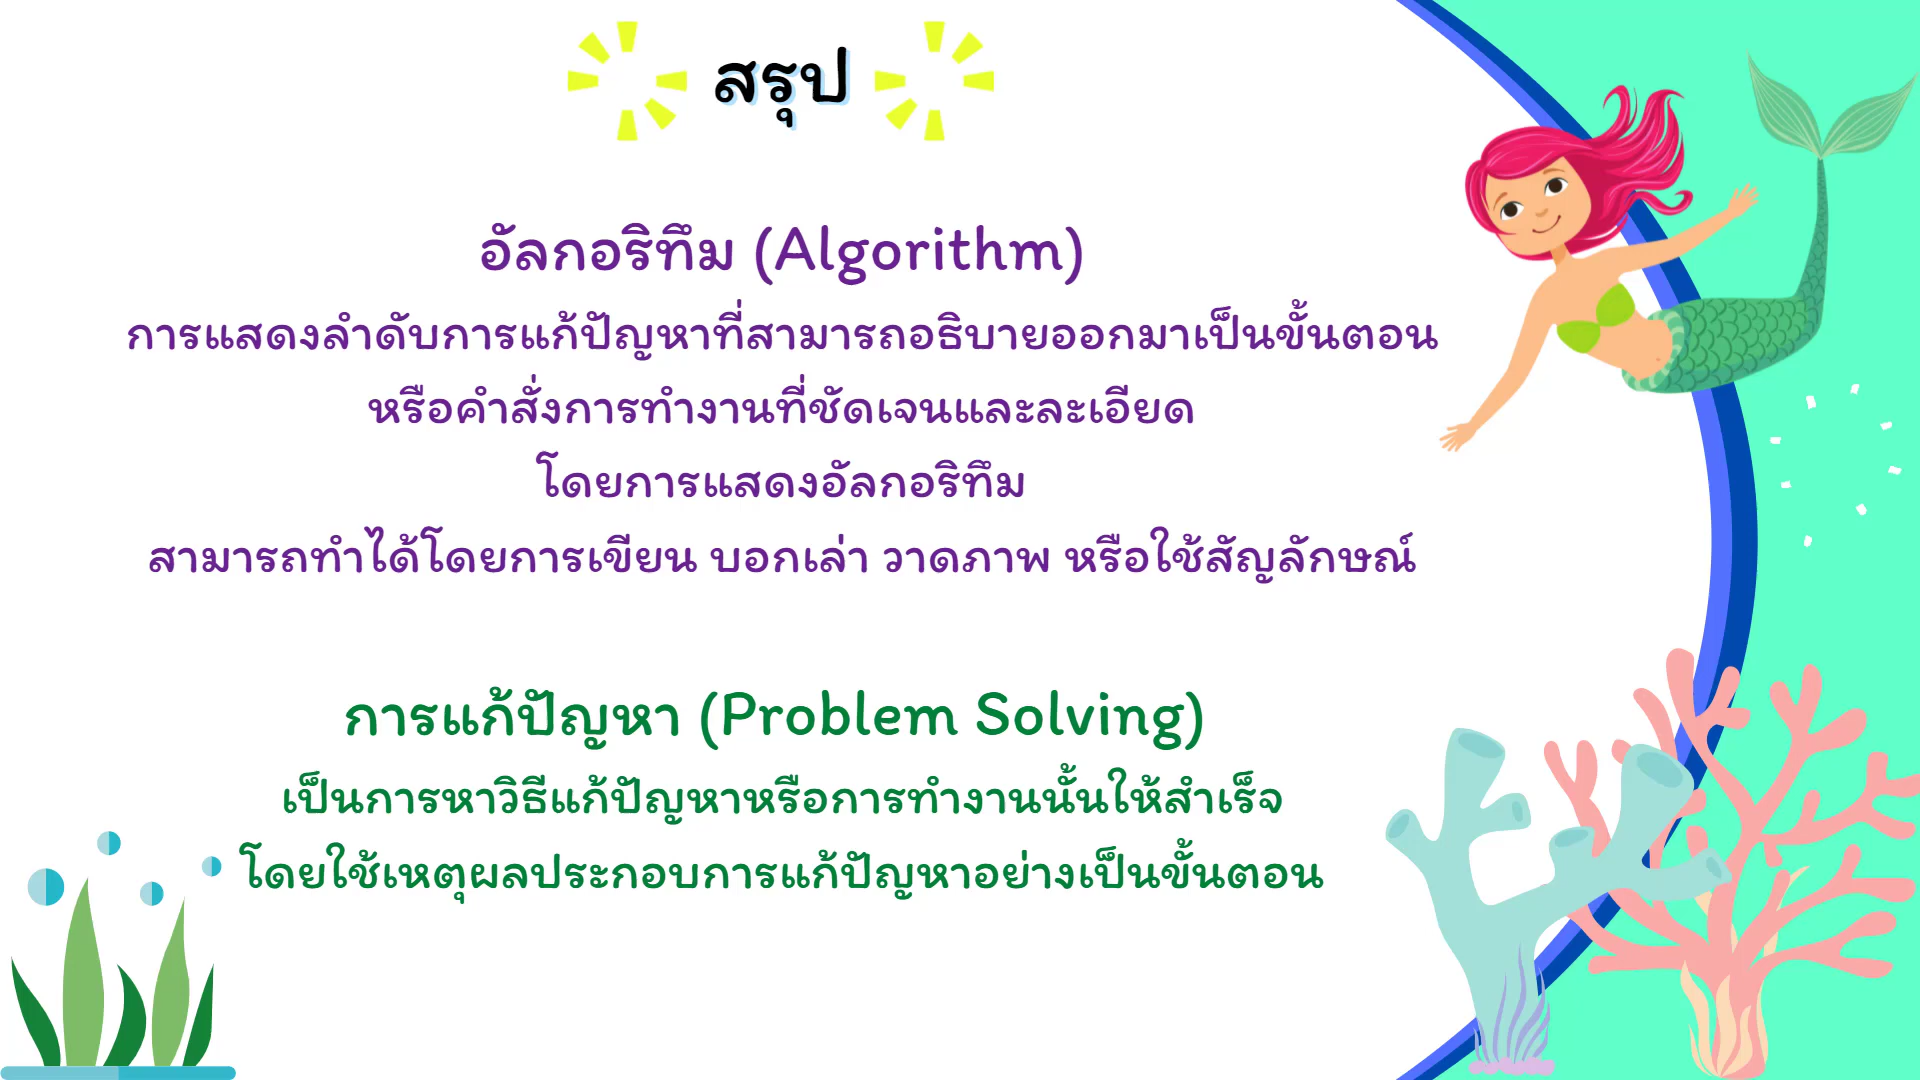 สรุป
อัลกอริทึม (Algorithm)
การแสดงลำดับการแก้ปัญหาที่สามารถอธิบายออกมาเป็นขั้นตอน
หรือคำสั่งการทำงานที่ชัดเจนและละเอียด
โดยการแสดงอัลกอริทึม
สามารถทำได้โดยการเขียน บอกเล่า วาดภาพ หรือใช้สัญลักษณ์
การแก้ปัญหา (Problem Solving)
เป็นการหาวิธีแก้ปัญหาหรือการทำงานนั้นให้สำเร็จ
โดยใช้เหตุผลประกอบการแก้ปัญหาอย่างเป็นขั้นตอน